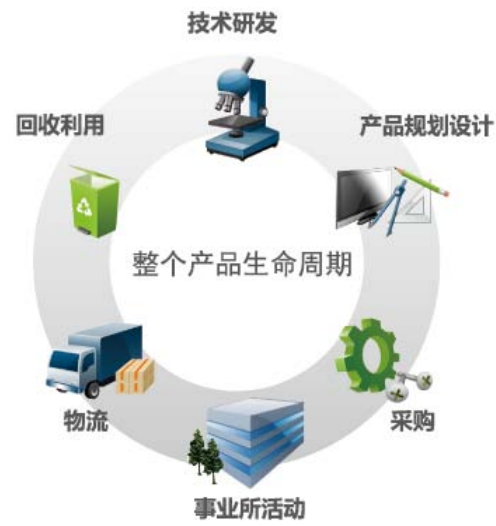 技术研发
回收利用
产品规划设计
整个产品生命周期
物流
采购
事业所活动